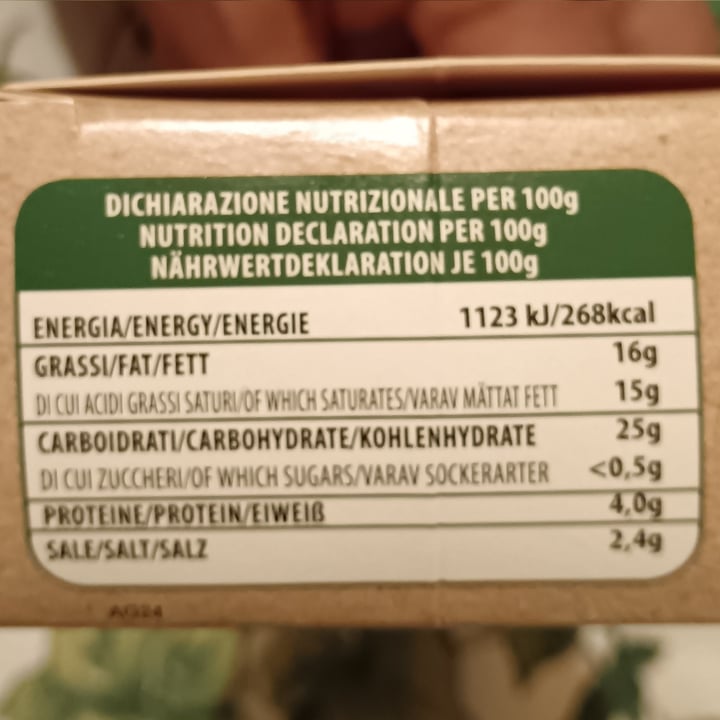 DICHIARAZIONE NUTRIZIONALE PER 100g
NUTRITION DECLARATION PER 100g
NÄHRWERTDEKLARATION JE 100g
ENERGIA/ENERGY/ENERGIE 1123 kJ/268kcal
GRASSI/FAT/FETT 16g
DI CUI ACIDI GRASSI SATURI/OF WHICH SATURATES/VARAV MÄTTAT FETT 15g
CARBOIDRATI/CARBOHYDRATE/KOHLENHYDRATE 25g
DI CUI ZUCCHERI/OF WHICH SUGARS/VARAV SOCKERARTER <0,5g
PROTEINE/PROTEIN/EIWEIß 4,0g
SALE/SALT/SALZ 2,4g
AG24